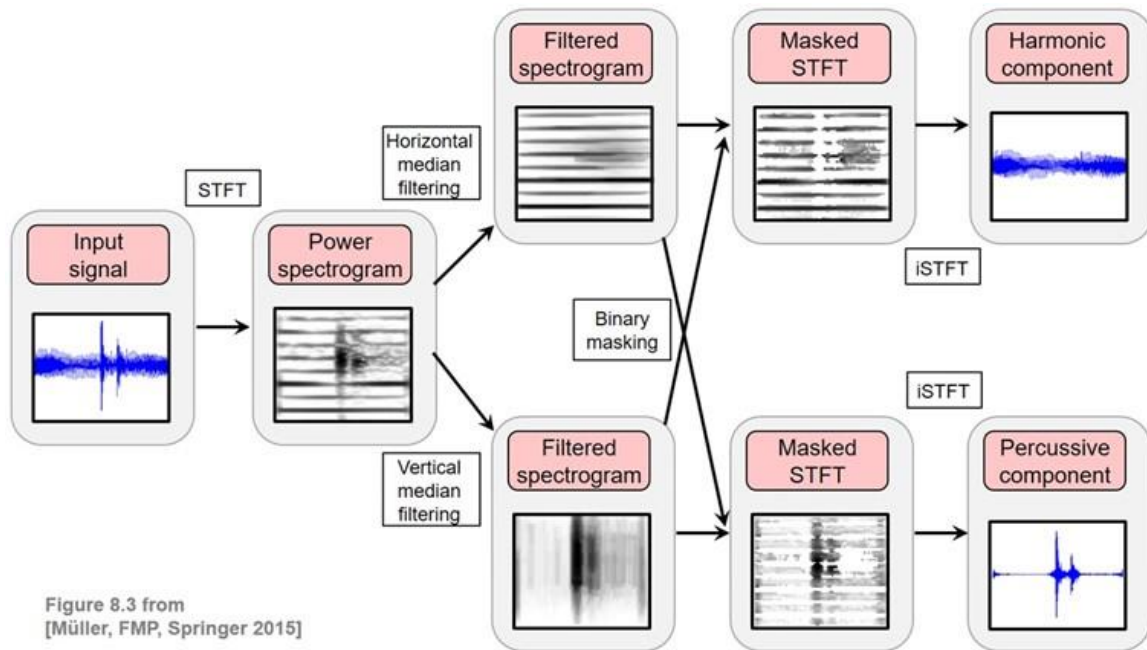 Filtered
spectrogram
Masked
STFT
Harmonic
component
Horizontal
median
filtering
STFT
Input
signal
Power
spectrogram
iSTFT
Binary
masking
iSTFT
Vertical
median
filtering
Filtered
spectrogram
Masked
STFT
Percussive
component
Figure 8.3 from
[Müller, FMP, Springer 2015]